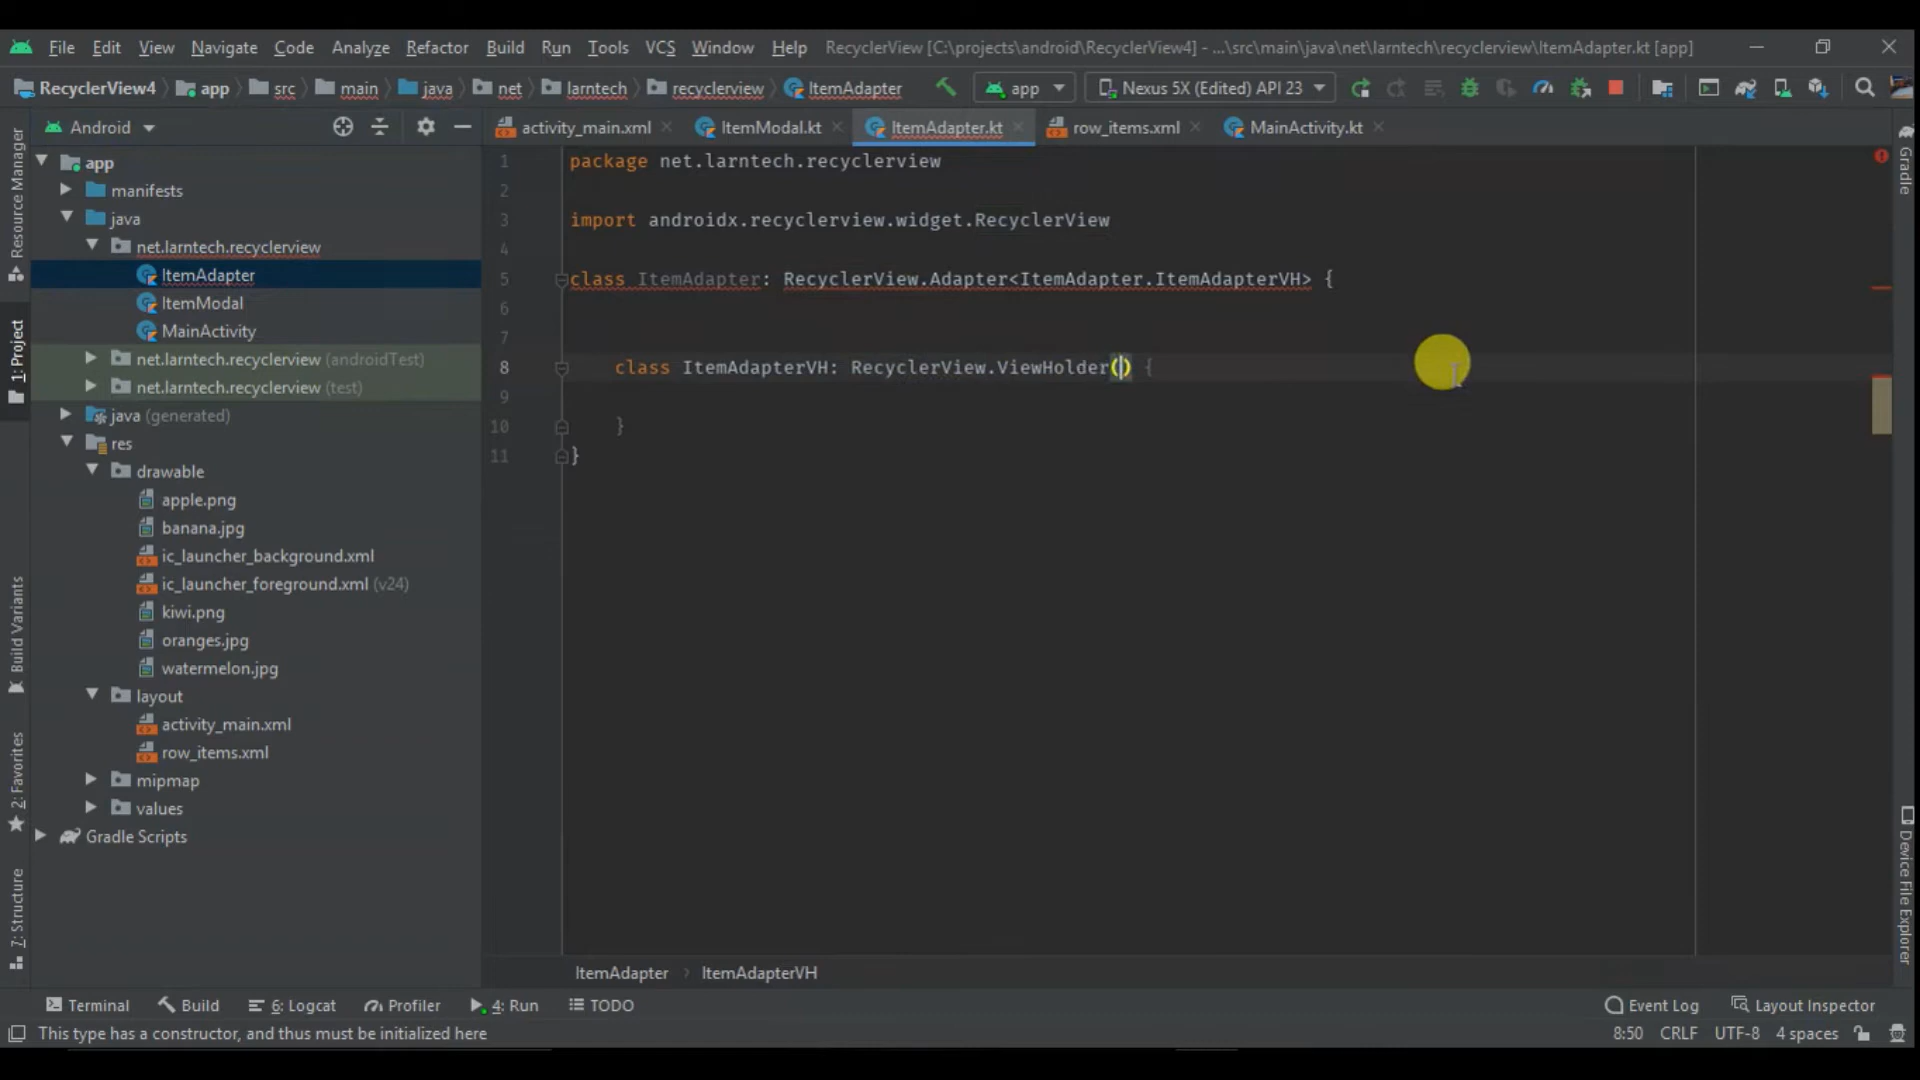 File Edit View Navigate Code Analyze Refactor Build Run Tools VCS Window Help RecyclerView [C:\projects\android\RecyclerView4] - ...\src\main\java\net\larntech\recyclerview\ItemAdapter.kt [app]
RecyclerView4 app src main java net larntech recyclerview ItemAdapter app Nexus 5X (Edited) API 23
Android activity_main.xml ItemModal.kt ItemAdapter.kt row_items.xml MainActivity.kt
Resource Manager
1: Project
Build Variants
2: Favorites
7: Structure
app
manifests
java
net.larntech.recyclerview
ItemAdapter
ItemModal
MainActivity
net.larntech.recyclerview (androidTest)
net.larntech.recyclerview (test)
java (generated)
res
drawable
apple.png
banana.jpg
ic_launcher_background.xml
ic_launcher_foreground.xml (v24)
kiwi.png
oranges.jpg
watermelon.jpg
layout
activity_main.xml
row_items.xml
mipmap
values
Gradle Scripts
1 package net.larntech.recyclerview
2
3 import androidx.recyclerview.widget.RecyclerView
4
5 class ItemAdapter: RecyclerView.Adapter<ItemAdapter.ItemAdapterVH> {
6
7
8 class ItemAdapterVH: RecyclerView.ViewHolder() {
9
10 }
11 }
Gradle
Device File Explorer
ItemAdapter › ItemAdapterVH
Terminal Build 6: Logcat Profiler 4: Run TODO Event Log Layout Inspector
This type has a constructor, and thus must be initialized here 8:50 CRLF UTF-8 4 spaces